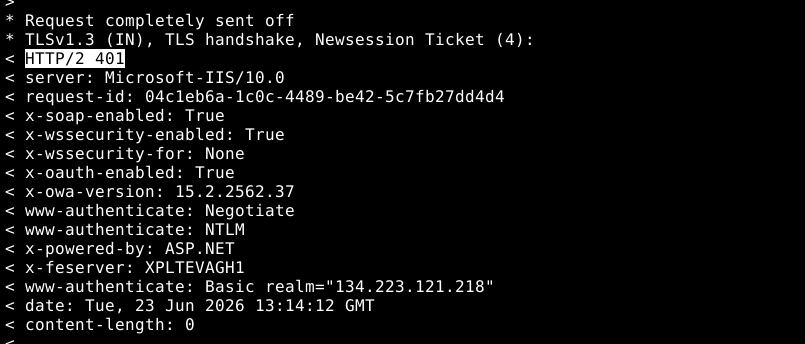 >
* Request completely sent off
* TLSv1.3 (IN), TLS handshake, Newsession Ticket (4):
< HTTP/2 401
< server: Microsoft-IIS/10.0
< request-id: 04c1eb6a-1c0c-4489-be42-5c7fb27dd4d4
< x-soap-enabled: True
< x-wssecurity-enabled: True
< x-wssecurity-for: None
< x-oauth-enabled: True
< x-owa-version: 15.2.2562.37
< www-authenticate: Negotiate
< www-authenticate: NTLM
< x-powered-by: ASP.NET
< x-feserver: XPLTEVAGH1
< www-authenticate: Basic realm="134.223.121.218"
< date: Tue, 23 Jun 2026 13:14:12 GMT
< content-length: 0
<